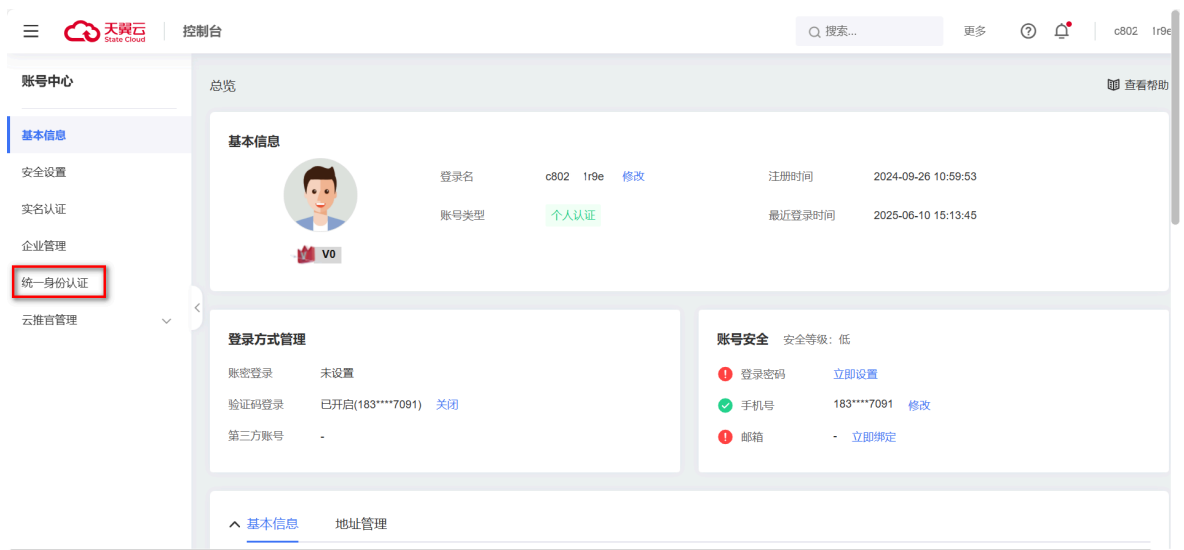 天翼云 State Cloud 控制台 搜索... 更多 c802 1r9e
账号中心
基本信息
安全设置
实名认证
企业管理
统一身份认证
云推官管理
总览 查看帮助
基本信息
V0
登录名 c802 1r9e 修改 注册时间 2024-09-26 10:59:53
账号类型 个人认证 最近登录时间 2025-06-10 15:13:45
登录方式管理
账密登录 未设置
验证码登录 已开启(183****7091) 关闭
第三方账号 -
账号安全 安全等级：低
登录密码 立即设置
手机号 183****7091 修改
邮箱 - 立即绑定
基本信息 地址管理